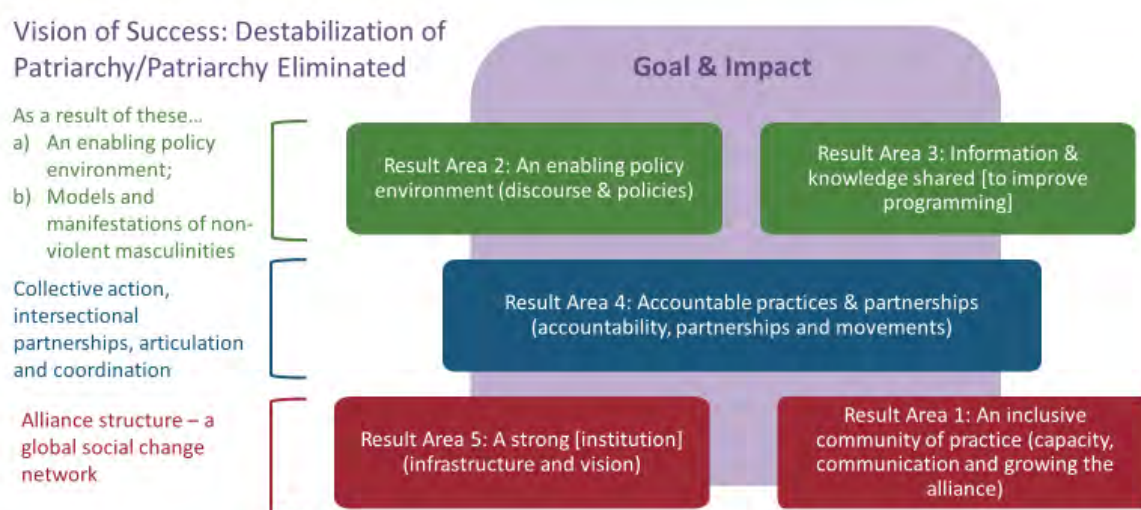 Vision of Success: Destabilization of
Patriarchy/Patriarchy Eliminated
Goal & Impact
As a result of these...
a) An enabling policy
environment;
b) Models and
manifestations of non-
violent masculinities
Result Area 2: An enabling policy
environment (discourse & policies)
Result Area 3: Information &
knowledge shared [to improve
programming]
Collective action,
intersectional
partnerships, articulation
and coordination
Result Area 4: Accountable practices & partnerships
(accountability, partnerships and movements)
Alliance structure – a
global social change
network
Result Area 5: A strong [institution]
(infrastructure and vision)
Result Area 1: An inclusive
community of practice (capacity,
communication and growing the
alliance)